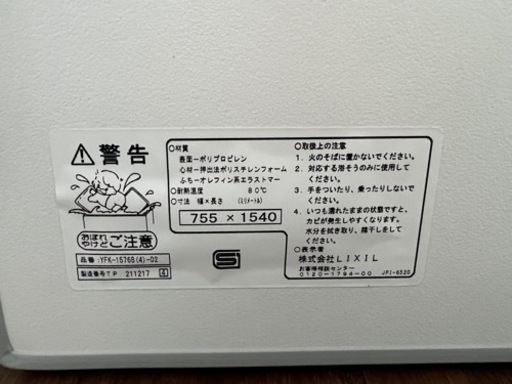 ⚠警告
おぼれ
やけど ご注意
品番:YFK-1576B(4)-D2
製造番号TP 211217 4
○材質
表面ーポリプロピレン
心材ー押出法ポリスチレンフォーム
ふちーオレフィン系エラストマー
○耐熱温度 80℃
○寸法 幅×長さ (ミリメートル)
755 × 1540
○取扱上の注意
1. 火のそばに置かないでください。
2. 対応する浴そうのみに使用して
ください。
3. 手をついたり、乗ったりしないで
ください。
4. いつも濡れたままの状態ですと、
カビが発生しやすくなります。
水分を拭き取り、陰干しをして
ください。
○表示者
株式会社LIXIL
お客様相談センター
0120-1794-00 JPI-6520